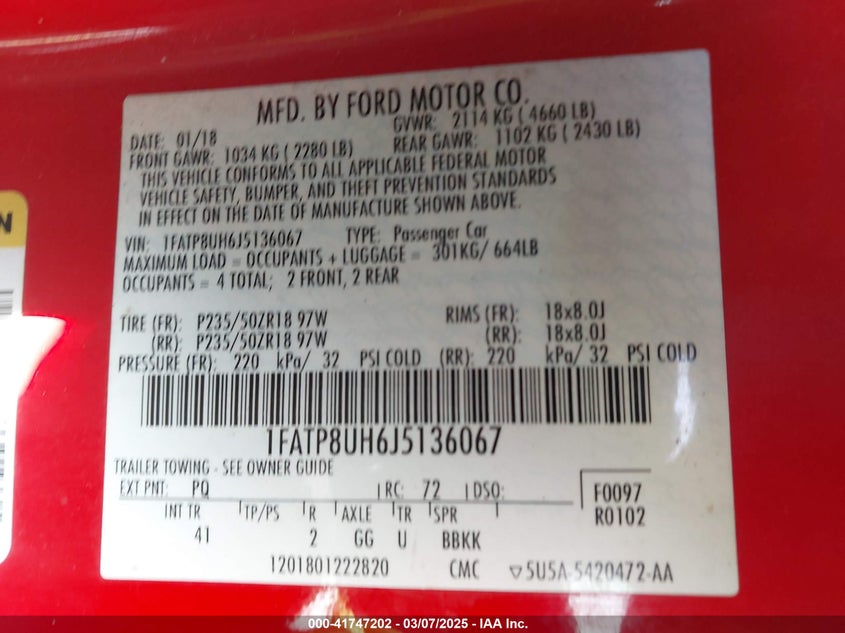 MFD. BY FORD MOTOR CO.
DATE: 01/18 GVWR: 2114 KG ( 4660 LB)
FRONT GAWR: 1034 KG ( 2280 LB) REAR GAWR: 1102 KG ( 2430 LB)
THIS VEHICLE CONFORMS TO ALL APPLICABLE FEDERAL MOTOR
VEHICLE SAFETY, BUMPER, AND THEFT PREVENTION STANDARDS
IN EFFECT ON THE DATE OF MANUFACTURE SHOWN ABOVE.
VIN: 1FATP8UH6J5136067 TYPE: Passenger Car
MAXIMUM LOAD = OCCUPANTS + LUGGAGE = 301KG/ 664LB
OCCUPANTS = 4 TOTAL; 2 FRONT, 2 REAR
TIRE (FR): P235/50ZR18 97W RIMS (FR): 18x8.0J
(RR): P235/50ZR18 97W (RR): 18x8.0J
PRESSURE (FR): 220 kPa/ 32 PSI COLD (RR): 220 kPa/ 32 PSI COLD
1FATP8UH6J5136067
TRAILER TOWING - SEE OWNER GUIDE
EXT PNT: PQ RC: 72 DSO: F0097
INT TR TP/PS R AXLE TR SPR R0102
41 2 GG U BBKK
1201801222820 CMC ▽5U5A-5420472-AA
N
000-41747202 - 03/07/2025 - IAA Inc.